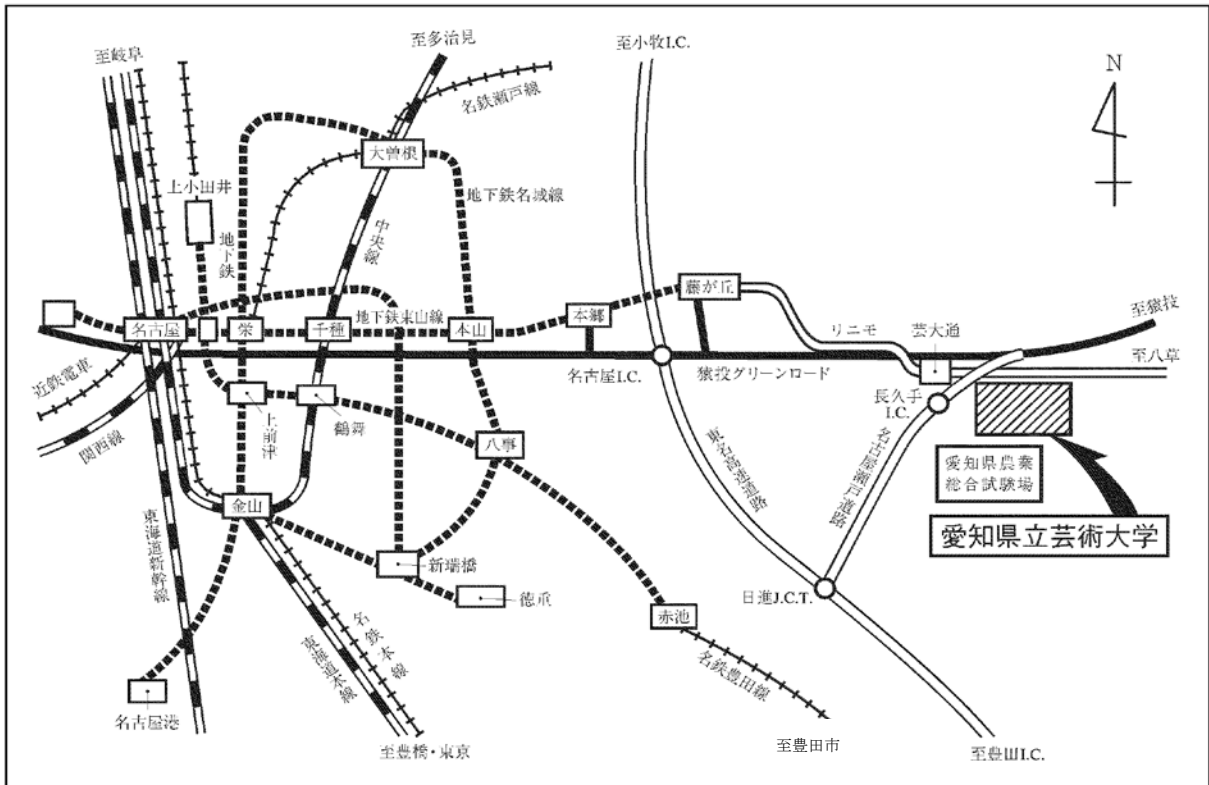 至岐阜
至多治見
至小牧I.C.
N
名鉄瀬戸線
大曽根
上小田井
地下鉄名城線
地下鉄
中央線
藤が丘
至猿投
名古屋
栄
千種
地下鉄東山線
本山
本郷
リニモ
芸大通
至八草
近鉄電車
名古屋I.C.
猿投グリーンロード
長久手
I.C.
関西線
上前津
鶴舞
八事
東名高速道路
名古屋瀬戸道路
愛知県農業
総合試験場
金山
愛知県立芸術大学
東海道新幹線
新瑞橋
徳重
日進J.C.T.
赤池
名鉄本線
東海道本線
名鉄豊田線
名古屋港
至豊橋・東京
至豊田市
至豊田I.C.